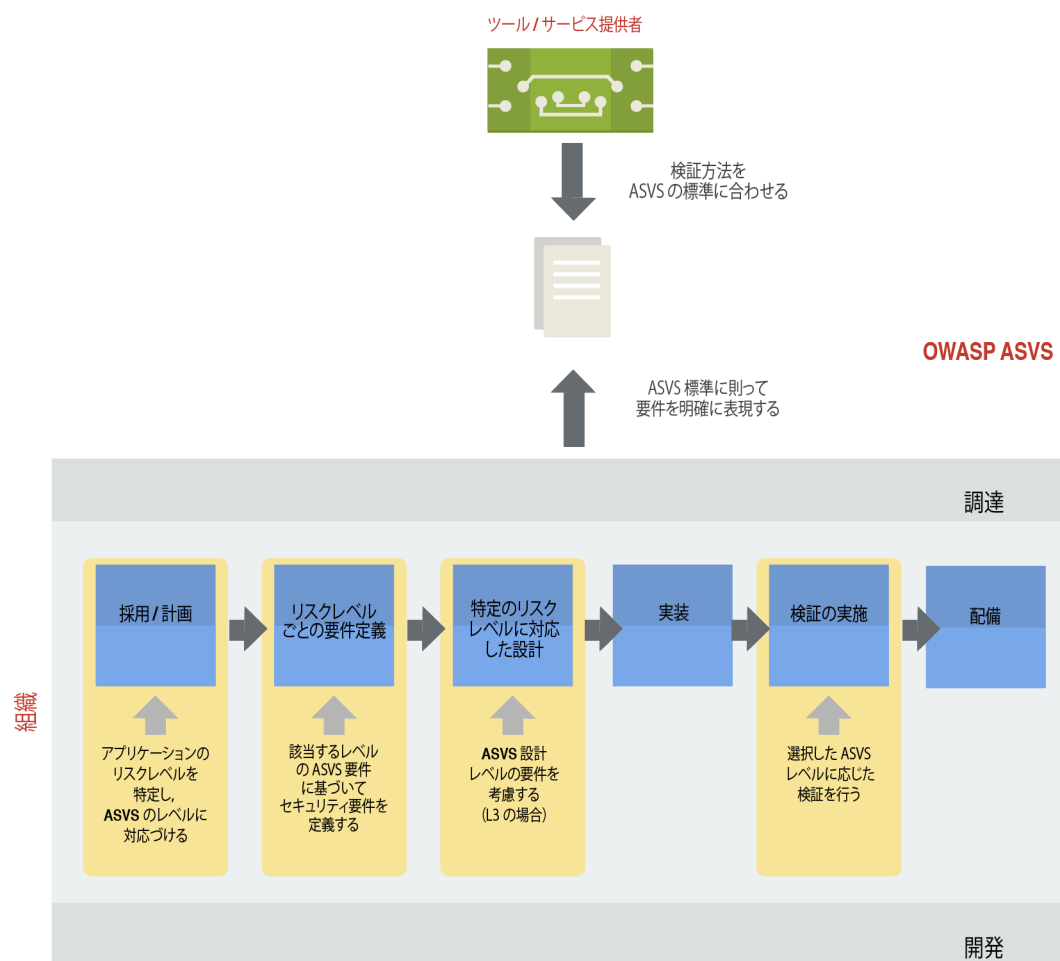 ツール / サービス提供者
検証方法を
ASVS の標準に合わせる
OWASP ASVS
ASVS 標準に則って
要件を明確に表現する
調達
組織
採用 / 計画
リスクレベル
ごとの要件定義
特定のリスク
レベルに対応
した設計
実装
検証の実施
配備
アプリケーションの
リスクレベルを
特定し,
ASVS のレベルに
対応づける
該当するレベル
の ASVS 要件
に基づいて
セキュリティ要件を
定義する
ASVS 設計
レベルの要件を
考慮する
(L3 の場合)
選択した ASVS
レベルに応じた
検証を行う
開発